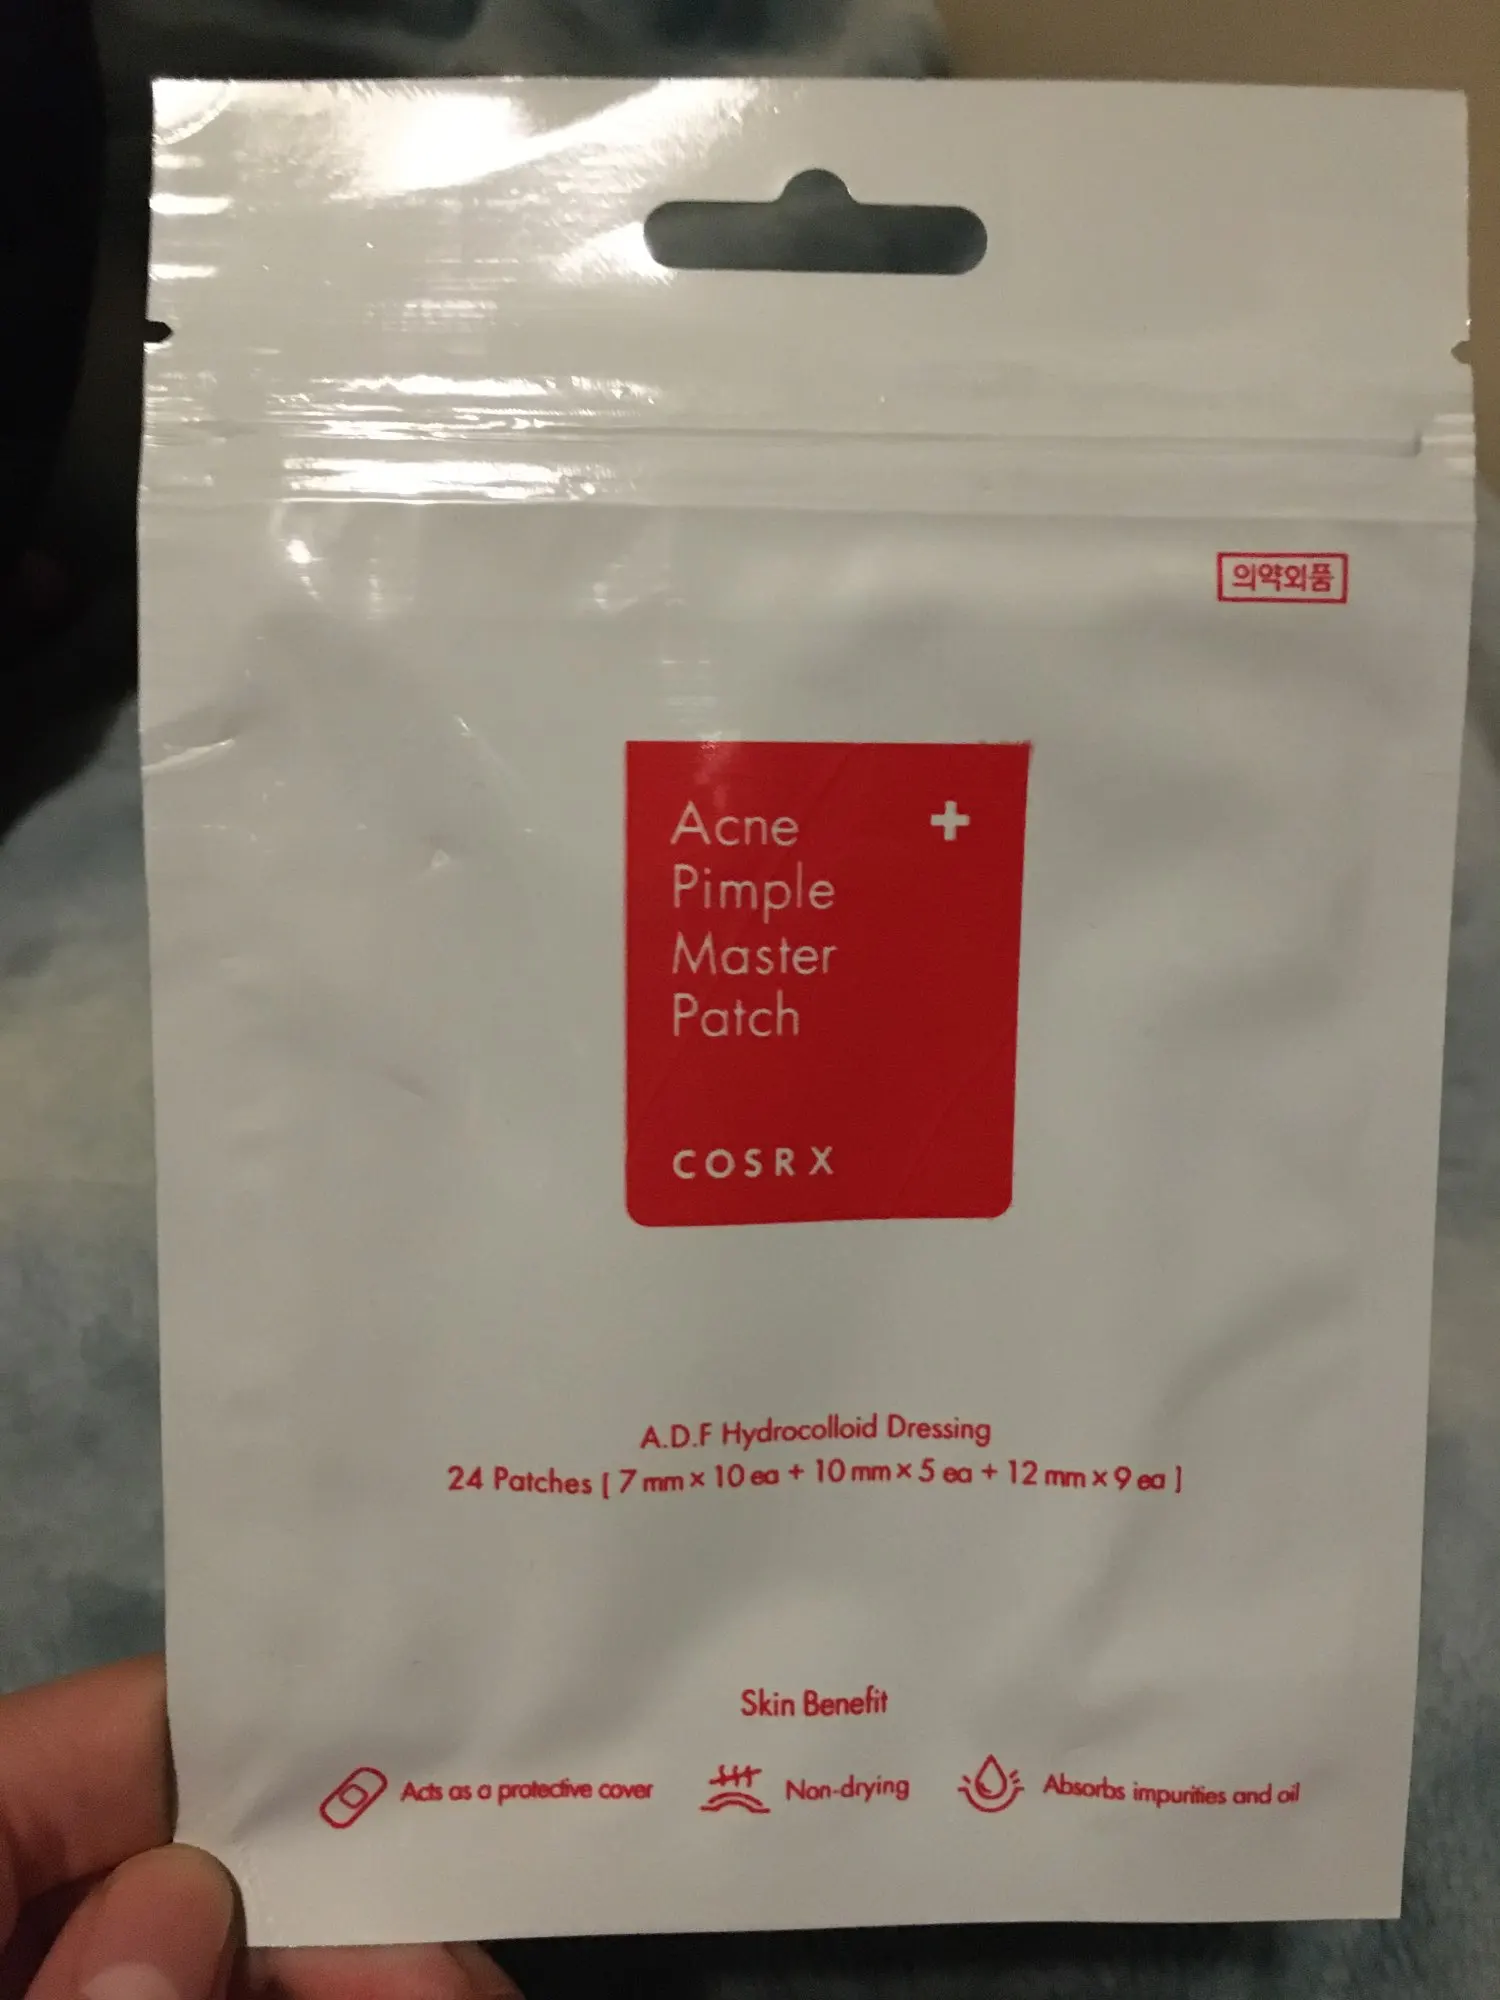 의약외품
Acne
Pimple
Master
Patch
COSRX
A.D.F Hydrocolloid Dressing
24 Patches [ 7 mm × 10 ea + 10 mm × 5 ea + 12 mm × 9 ea ]
Skin Benefit
Acts as a protective cover
Non-drying
Absorbs impurities and oil